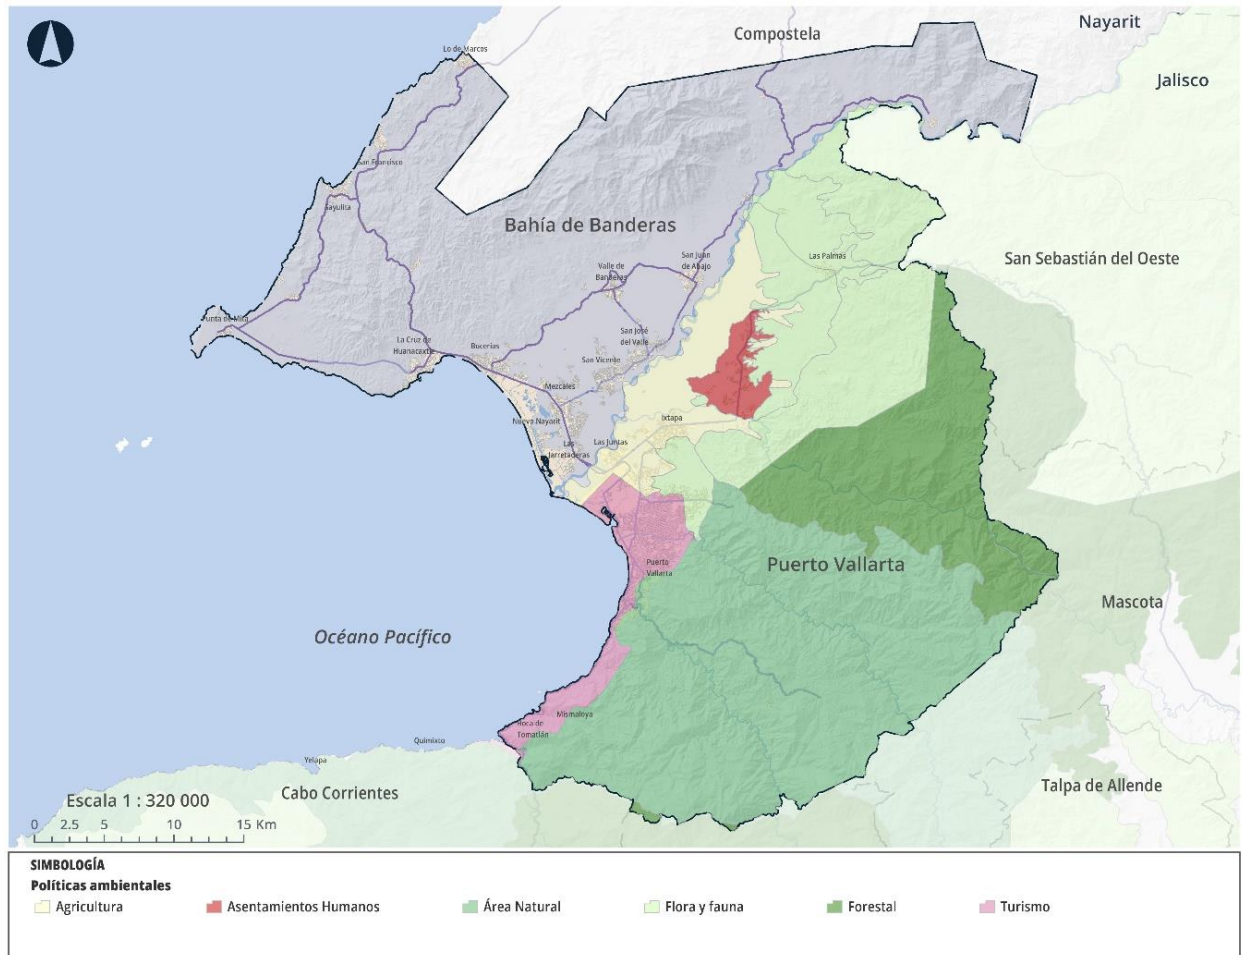 Compostela
Nayarit
Jalisco
Lo de Marcos
San Francisco
Sayulita
Bahía de Banderas
San Juan
de Abajo
Valle de
Banderas
Las Palmas
San Sebastián del Oeste
Punta de Mita
La Cruz de
Huanacaxtle
Bucerías
San José
del Valle
San Vicente
Mezcales
Nuevo Nayarit
Ixtapa
Las Juntas
Las
Jarretaderas
Puerto
Vallarta
Puerto Vallarta
Mascota
Océano Pacífico
Mismaloya
Boca de
Tomatlán
Quimixto
Yelapa
Cabo Corrientes
Talpa de Allende
Escala 1 : 320 000
0 2.5 5 10 15 Km
SIMBOLOGÍA
Políticas ambientales
Agricultura Asentamientos Humanos Área Natural Flora y fauna Forestal Turismo